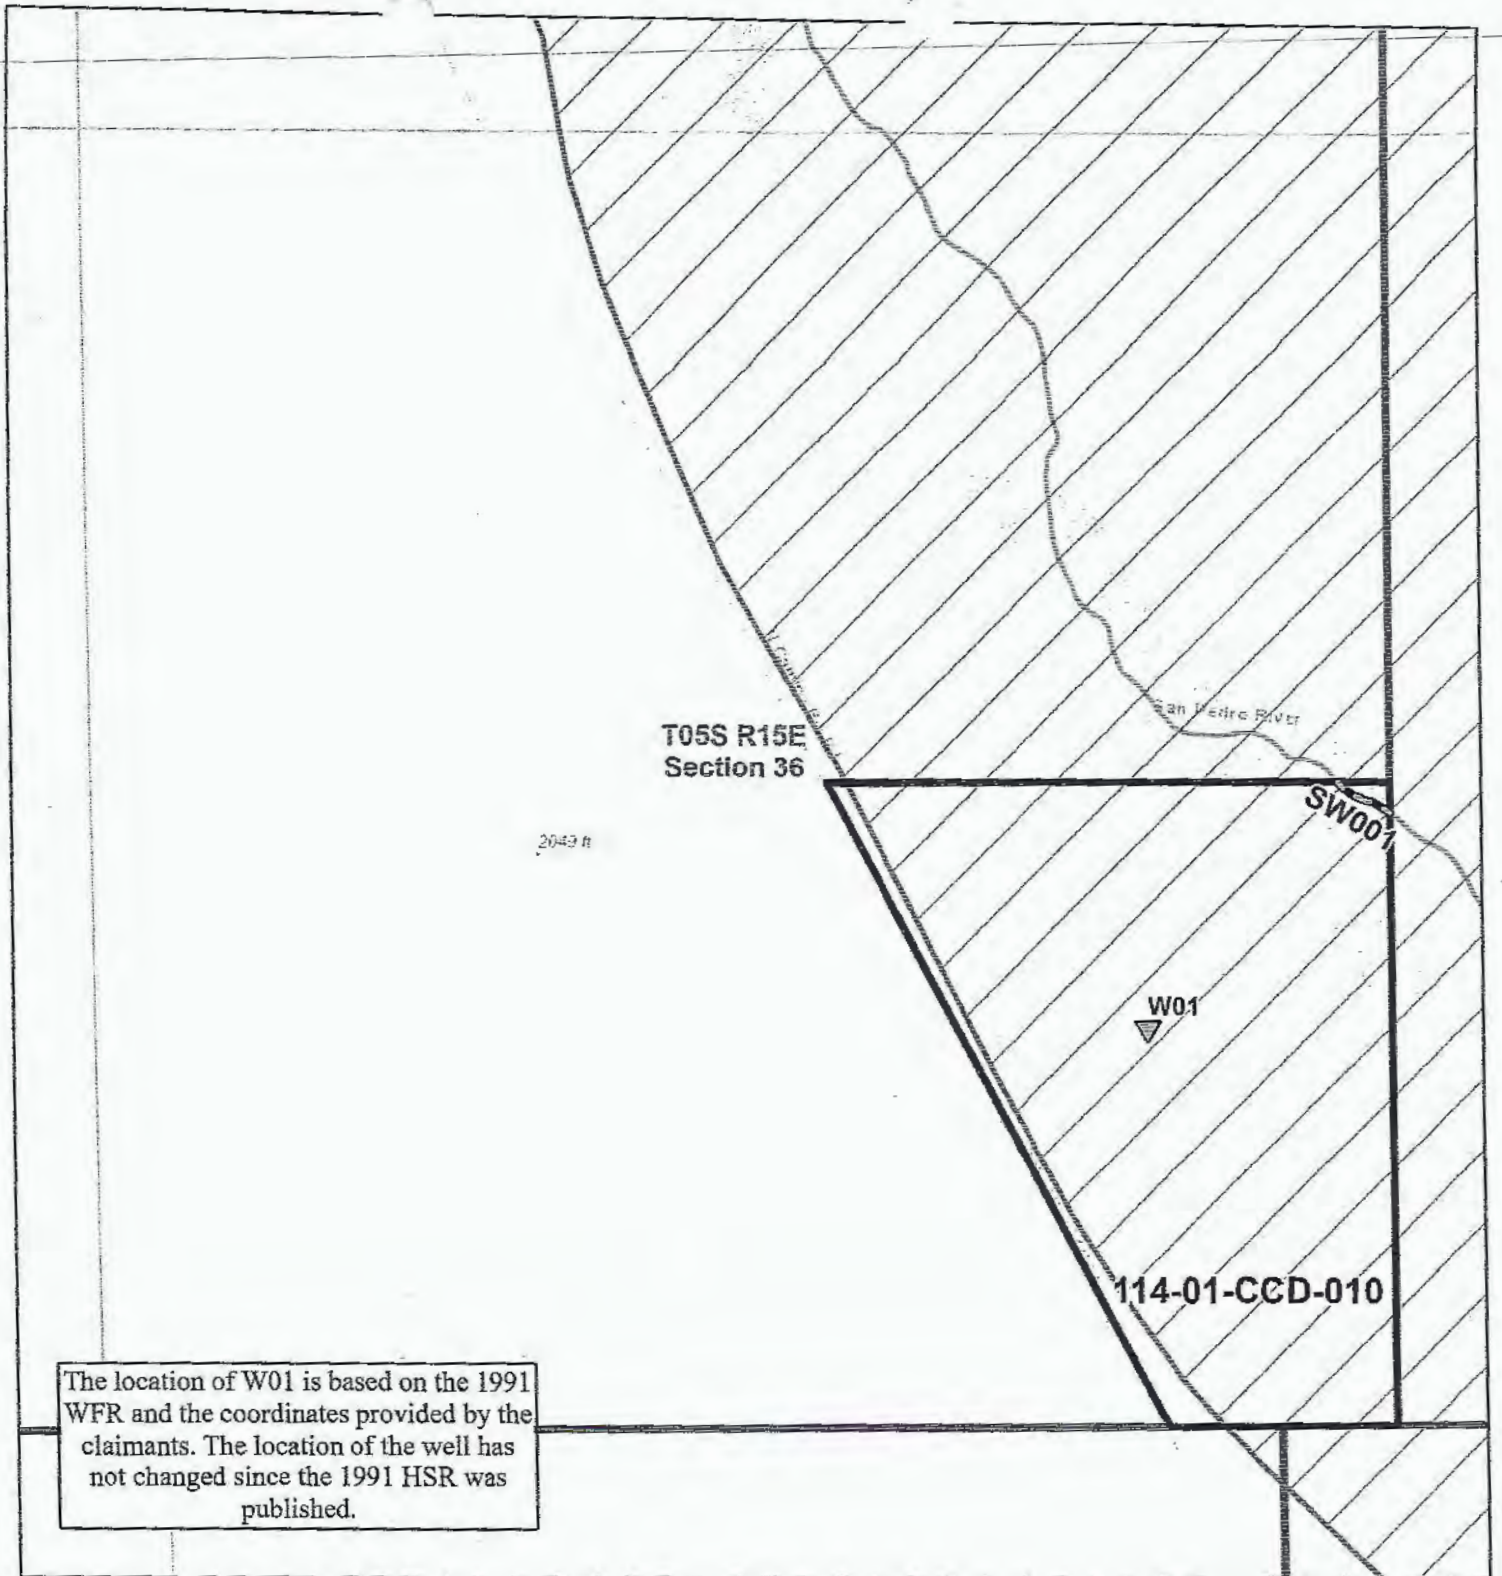 San Pedro River
T05S R15E
Section 36
SW001
2049 ft
W01
114-01-CCD-010
The location of W01 is based on the 1991
WFR and the coordinates provided by the
claimants. The location of the well has
not changed since the 1991 HSR was
published.